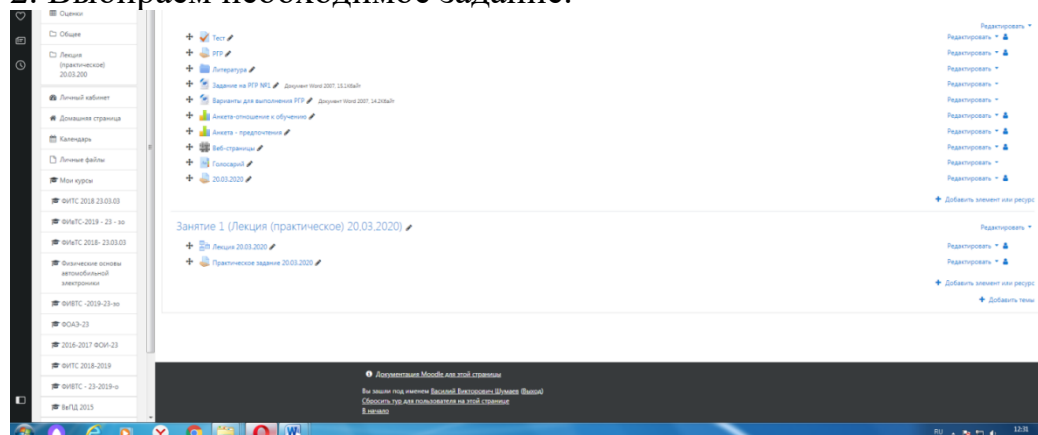 2. Выбираем необходимое задание.
Оценки
Общее
Лекция
(практическое)
20.03.200
Личный кабинет
Домашняя страница
Календарь
Личные файлы
Мои курсы
ФИТС 2018 23.03.03
ФИвТС-2019 - 23 - зо
ФИвТС 2018- 23.03.03
Физические основы
автомобильной
электроники
ФИВТС -2019-23-зо
ФОАЭ-23
2016-2017 ФОИ-23
ФИТС 2018-2019
ФИВТС - 23-2019-о
ВвПД 2015
Редактировать
Тест Редактировать
РГР Редактировать
Литература Редактировать
Задание на РГР №1 Документ Word 2007, 15.1Кбайт Редактировать
Варианты для выполнения РГР Документ Word 2007, 14.2Кбайт Редактировать
Анкета-отношение к обучению Редактировать
Анкета - предпочтения Редактировать
Веб-страницы Редактировать
Голосарий Редактировать
20.03.2020 Редактировать
Добавить элемент или ресурс
Занятие 1 (Лекция (практическое) 20.03.2020) Редактировать
Лекция 20.03.2020 Редактировать
Практическое задание 20.03.2020 Редактировать
Добавить элемент или ресурс
Добавить темы
Документация Moodle для этой страницы
Вы зашли под именем Василий Викторович Шумаев (Выход)
Сбросить тур для пользователя на этой странице
В начало
RU 12:31